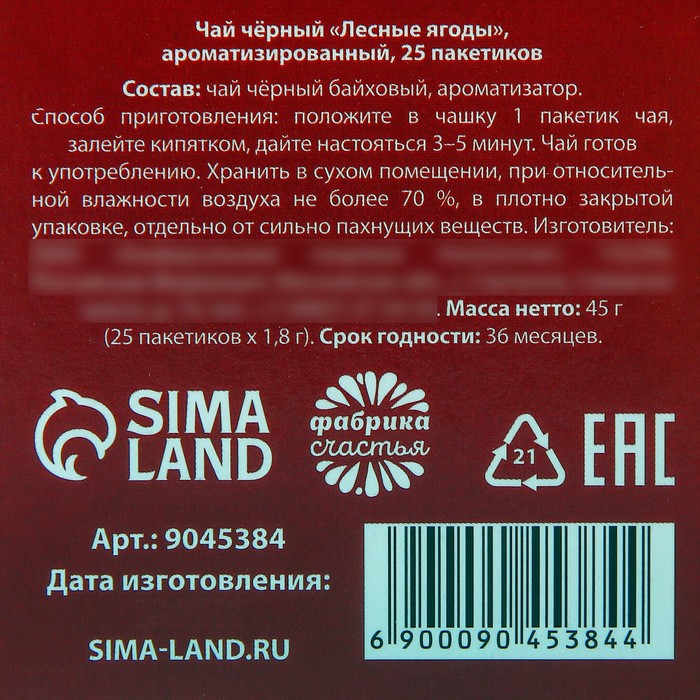 Чай чёрный «Лесные ягоды»,
ароматизированный, 25 пакетиков
Состав: чай чёрный байховый, ароматизатор.
Способ приготовления: положите в чашку 1 пакетик чая,
залейте кипятком, дайте настояться 3–5 минут. Чай готов
к употреблению. Хранить в сухом помещении, при относитель-
ной влажности воздуха не более 70 %, в плотно закрытой
упаковке, отдельно от сильно пахнущих веществ. Изготовитель:
. Масса нетто: 45 г
(25 пакетиков х 1,8 г). Срок годности: 36 месяцев.
SIMA
LAND
фабрика
счастья
21
EAC
Арт.: 9045384
Дата изготовления:
SIMA-LAND.RU
6 900090 453844